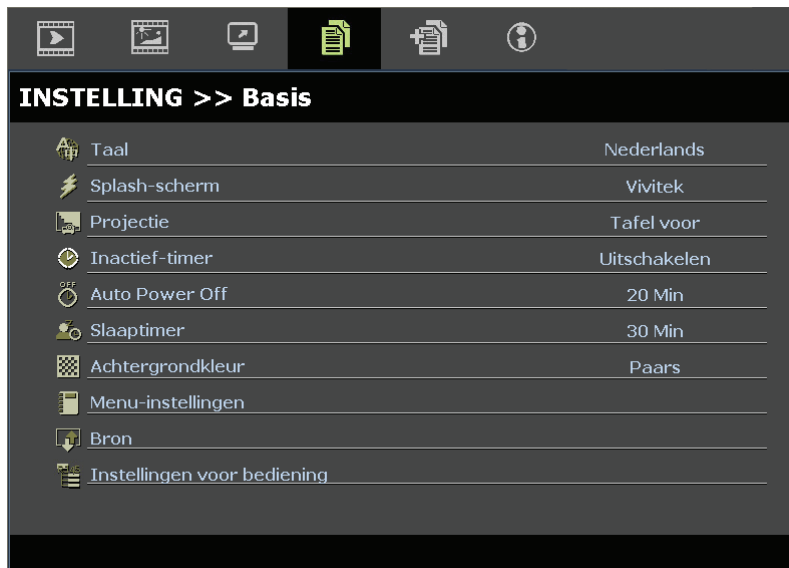 INSTELLING >> Basis
Taal Nederlands
Splash-scherm Vivitek
Projectie Tafel voor
Inactief-timer Uitschakelen
OFF
Auto Power Off 20 Min
Slaaptimer 30 Min
Achtergrondkleur Paars
Menu-instellingen
Bron
Instellingen voor bediening